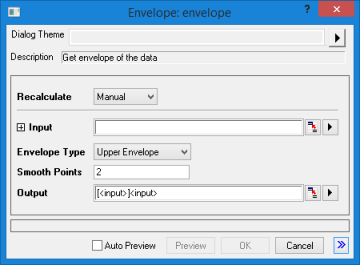 Envelope: envelope
Dialog Theme
Description Get envelope of the data
Recalculate Manual
Input
Envelope Type Upper Envelope
Smooth Points 2
Output [<input>]<input>
Auto Preview Preview OK Cancel